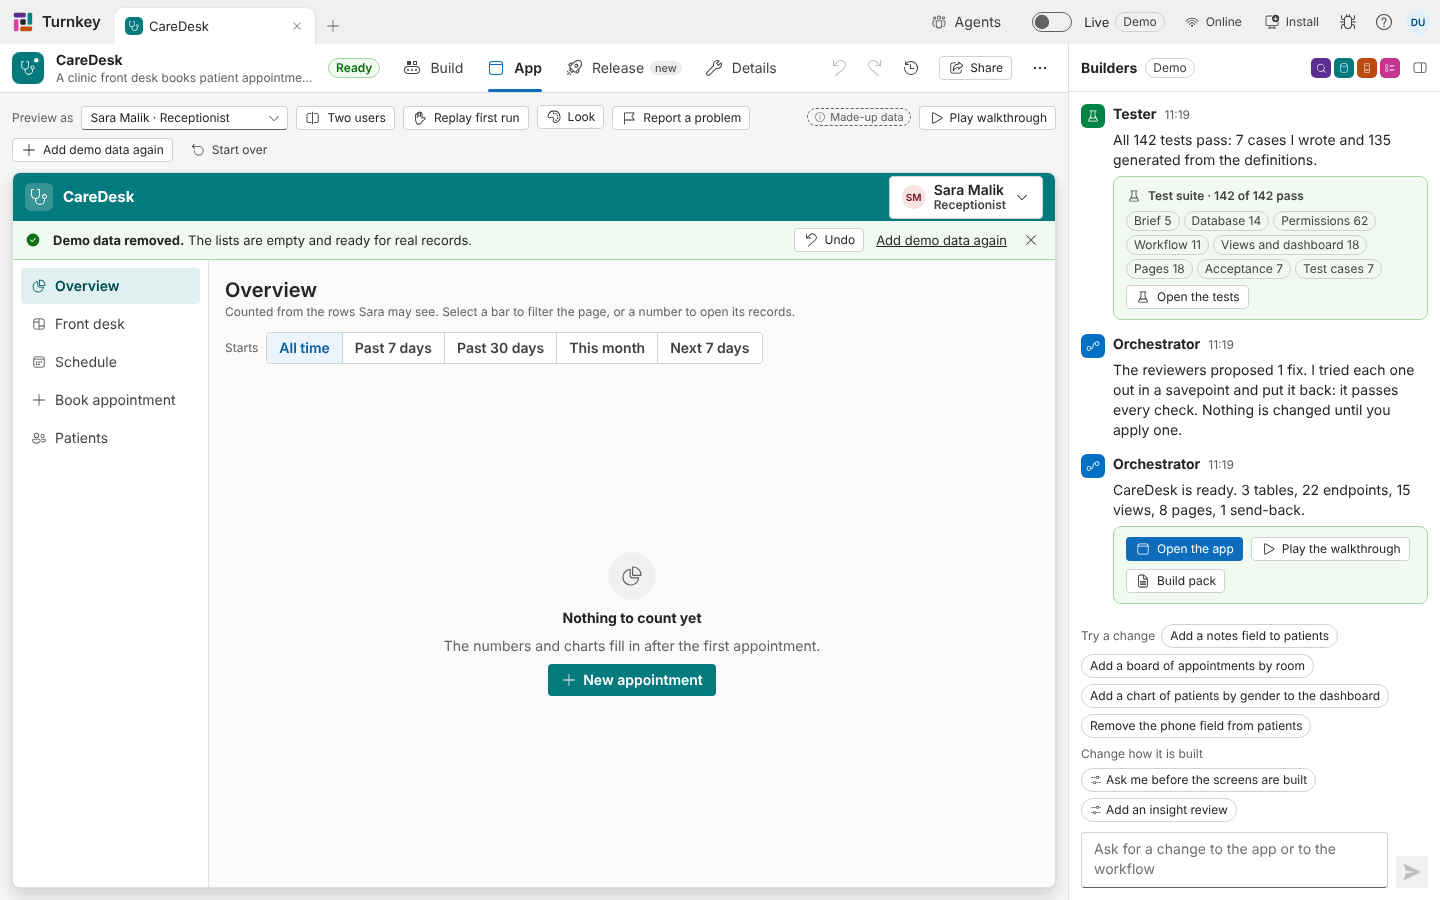 Turnkey
CareDesk
Agents
Live
Demo
Online
Install
DU
CareDesk
A clinic front desk books patient appointme...
Ready
Build
App
Release new
Details
Share
Preview as
Sara Malik · Receptionist
Two users
Replay first run
Look
Report a problem
Made-up data
Play walkthrough
Add demo data again
Start over
CareDesk
SM
Sara Malik
Receptionist
Demo data removed. The lists are empty and ready for real records.
Undo
Add demo data again
Overview
Front desk
Schedule
Book appointment
Patients
Overview
Counted from the rows Sara may see. Select a bar to filter the page, or a number to open its records.
Starts
All time
Past 7 days
Past 30 days
This month
Next 7 days
Nothing to count yet
The numbers and charts fill in after the first appointment.
New appointment
Builders
Demo
Tester 11:19
All 142 tests pass: 7 cases I wrote and 135
generated from the definitions.
Test suite · 142 of 142 pass
Brief 5
Database 14
Permissions 62
Workflow 11
Views and dashboard 18
Pages 18
Acceptance 7
Test cases 7
Open the tests
Orchestrator 11:19
The reviewers proposed 1 fix. I tried each one
out in a savepoint and put it back: it passes
every check. Nothing is changed until you
apply one.
Orchestrator 11:19
CareDesk is ready. 3 tables, 22 endpoints, 15
views, 8 pages, 1 send-back.
Open the app
Play the walkthrough
Build pack
Try a change
Add a notes field to patients
Add a board of appointments by room
Add a chart of patients by gender to the dashboard
Remove the phone field from patients
Change how it is built
Ask me before the screens are built
Add an insight review
Ask for a change to the app or to the
workflow